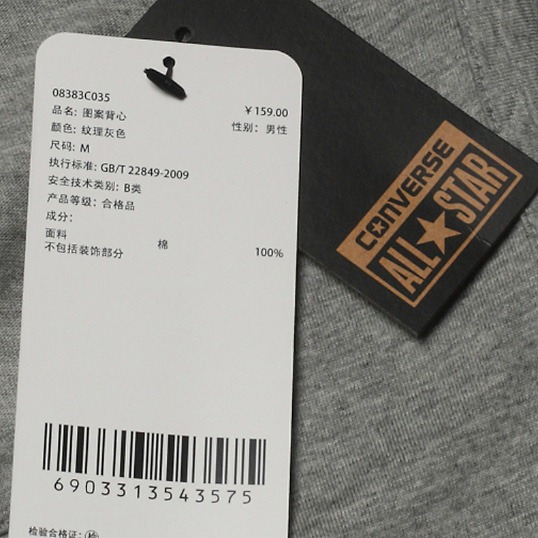 08383C035
品名: 图案背心 ￥159.00
颜色: 纹理灰色 性别: 男性
尺码: M
执行标准: GB/T 22849-2009
安全技术类别: B类
产品等级: 合格品
成分:
面料 棉 100%
不包括装饰部分
6903313543575
检验合格证: 检
CONVERSE
ALL★STAR